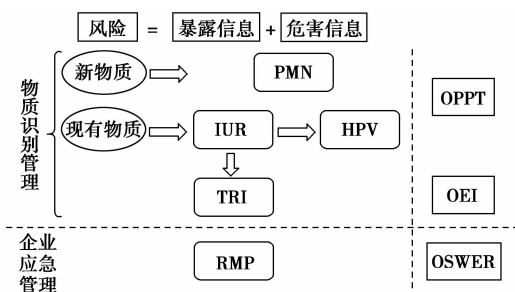 风险 = 暴露信息 + 危害信息
新物质 PMN
物质识别管理
OPPT
现有物质 IUR HPV
TRI OEI
企业
应急 RMP OSWER
管理